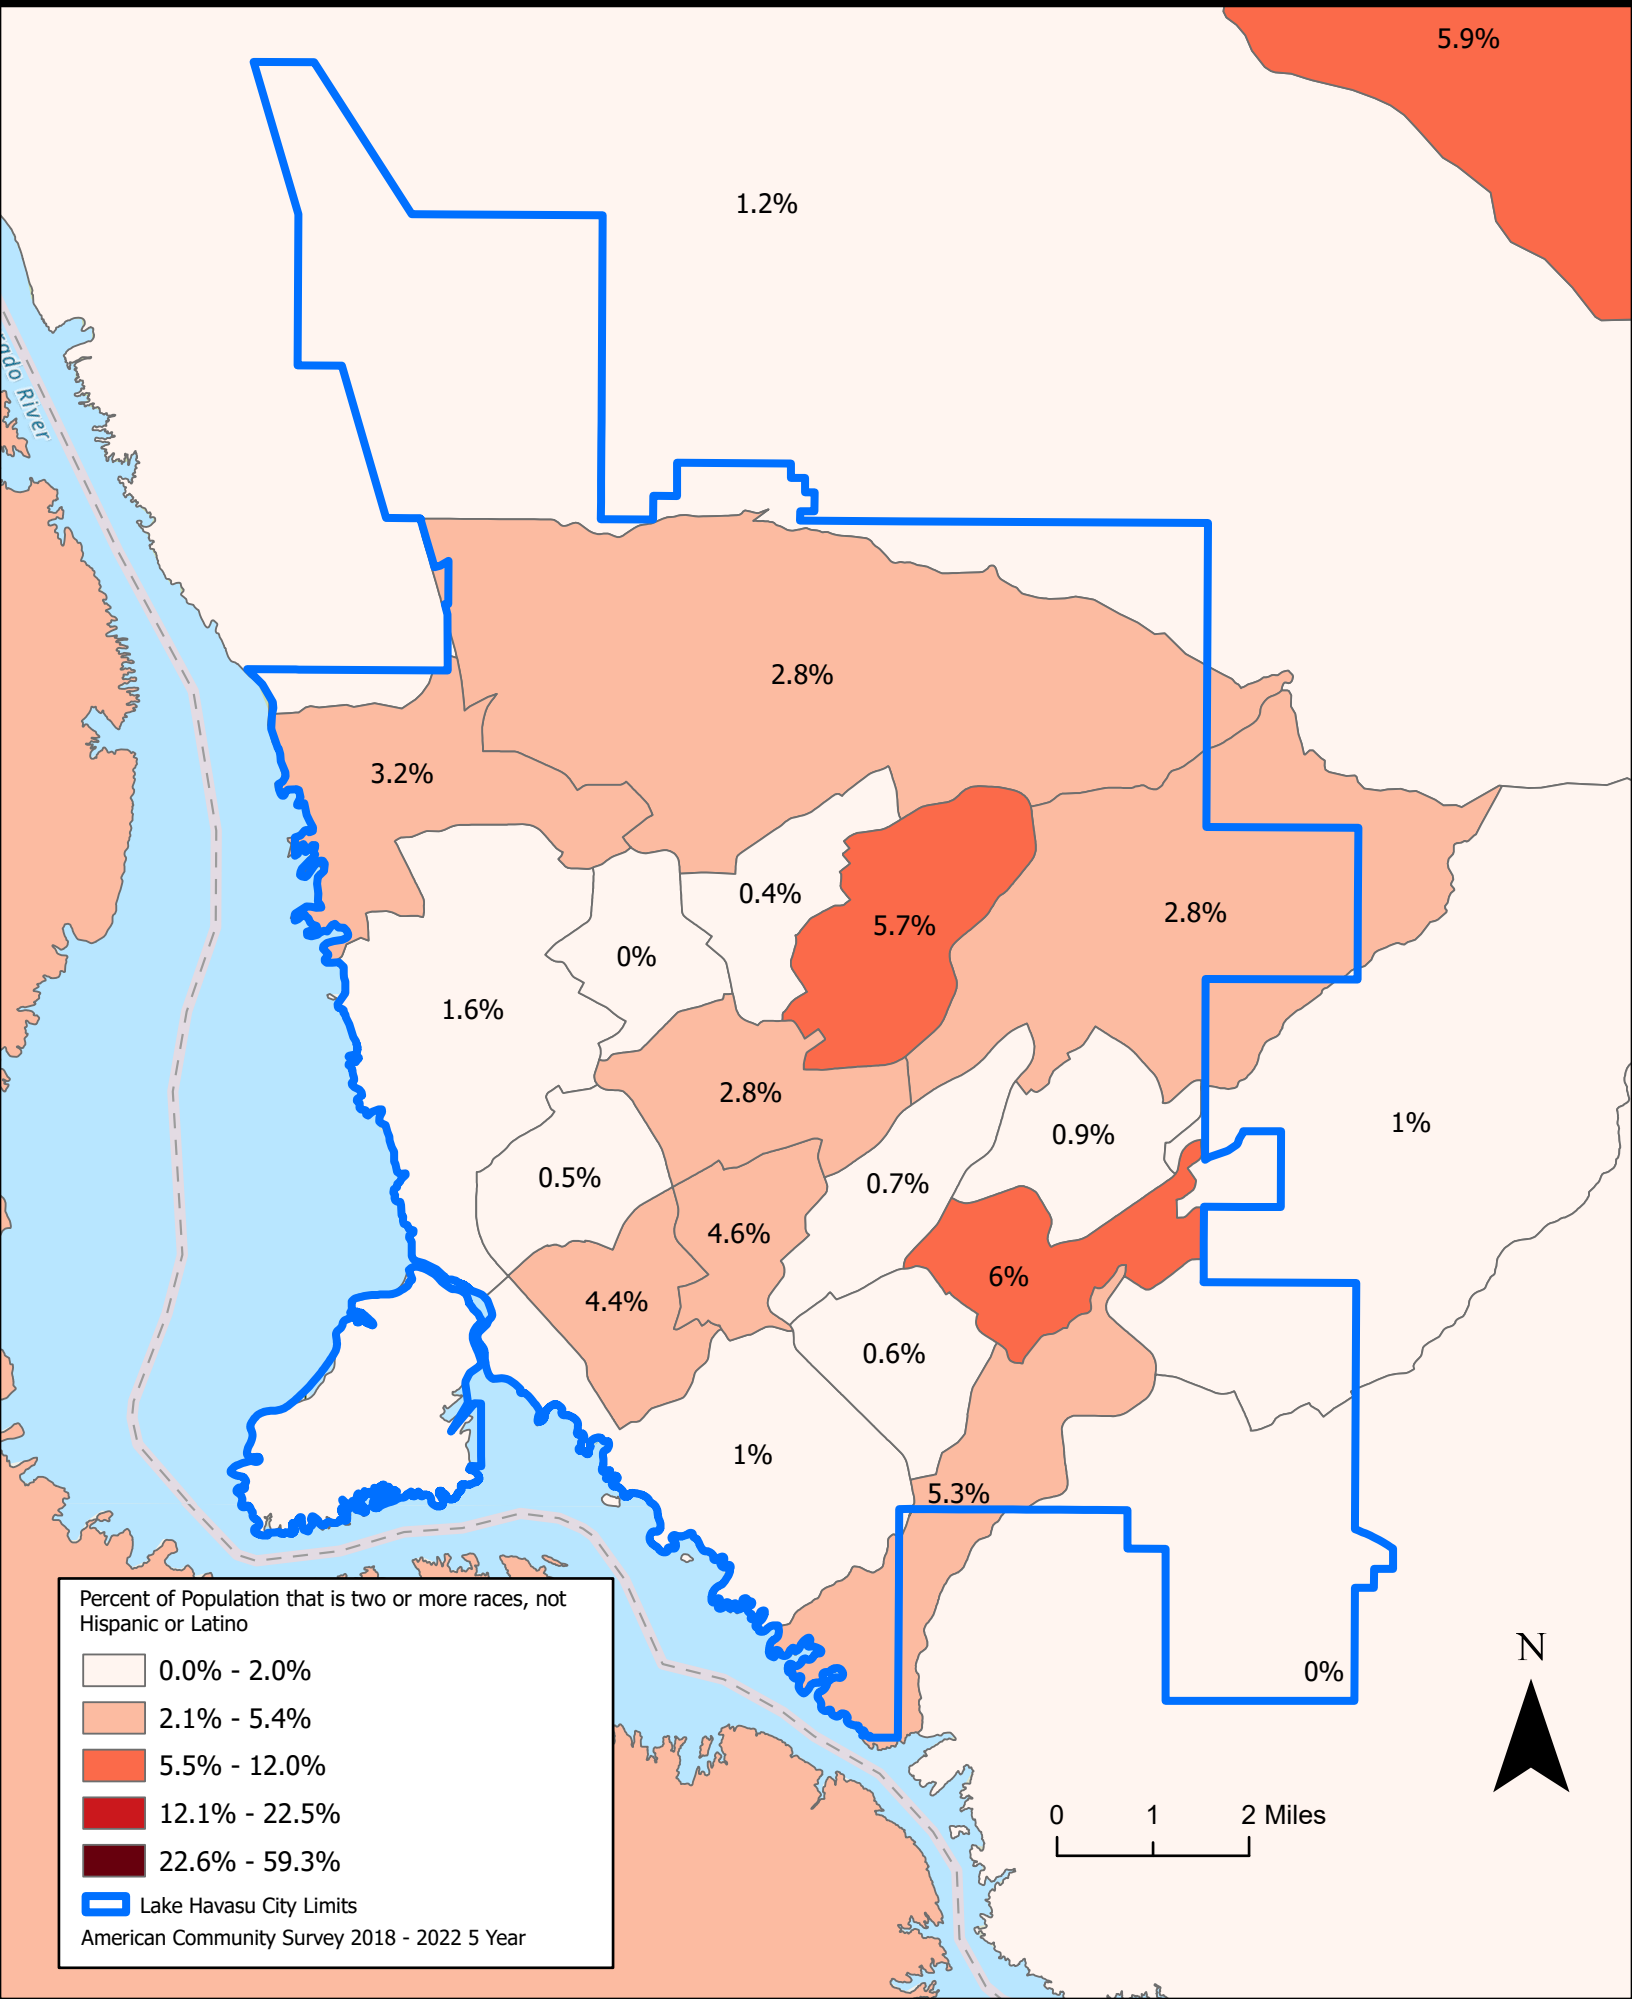 5.9%
1.2%
ado River
2.8%
3.2%
0.4%
5.7%
2.8%
0%
1.6%
2.8%
0.9%
1%
0.5%
0.7%
4.6%
6%
4.4%
0.6%
1%
5.3%
0%
Percent of Population that is two or more races, not
Hispanic or Latino
0.0% - 2.0%
2.1% - 5.4%
5.5% - 12.0%
12.1% - 22.5%
22.6% - 59.3%
Lake Havasu City Limits
American Community Survey 2018 - 2022 5 Year
N
0 1 2 Miles